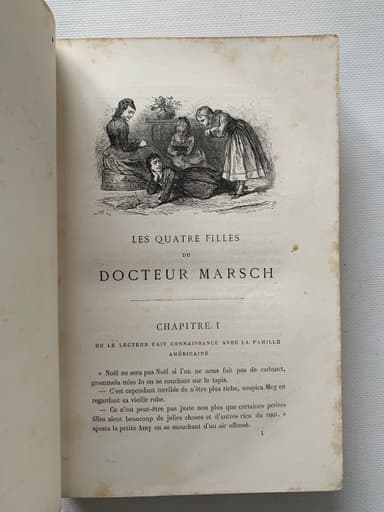 LES QUATRE FILLES
DU
DOCTEUR MARSCH
CHAPITRE I
OU LE LECTEUR FAIT CONNAISSANCE AVEC LA FAMILLE
AMÉRICAINE
« Noël ne sera pas Noël si l'on ne nous fait pas de cadeaux,
grommela miss Jo en se couchant sur le tapis.
— C'est cependant terrible de n'être plus riche, soupira Meg en
regardant sa vieille robe.
— Ce n'est peut-être pas juste non plus que certaines petites
filles aient beaucoup de jolies choses et d'autres rien du tout. »
ajouta la petite Amy en se mouchant d'un air offensé.
1